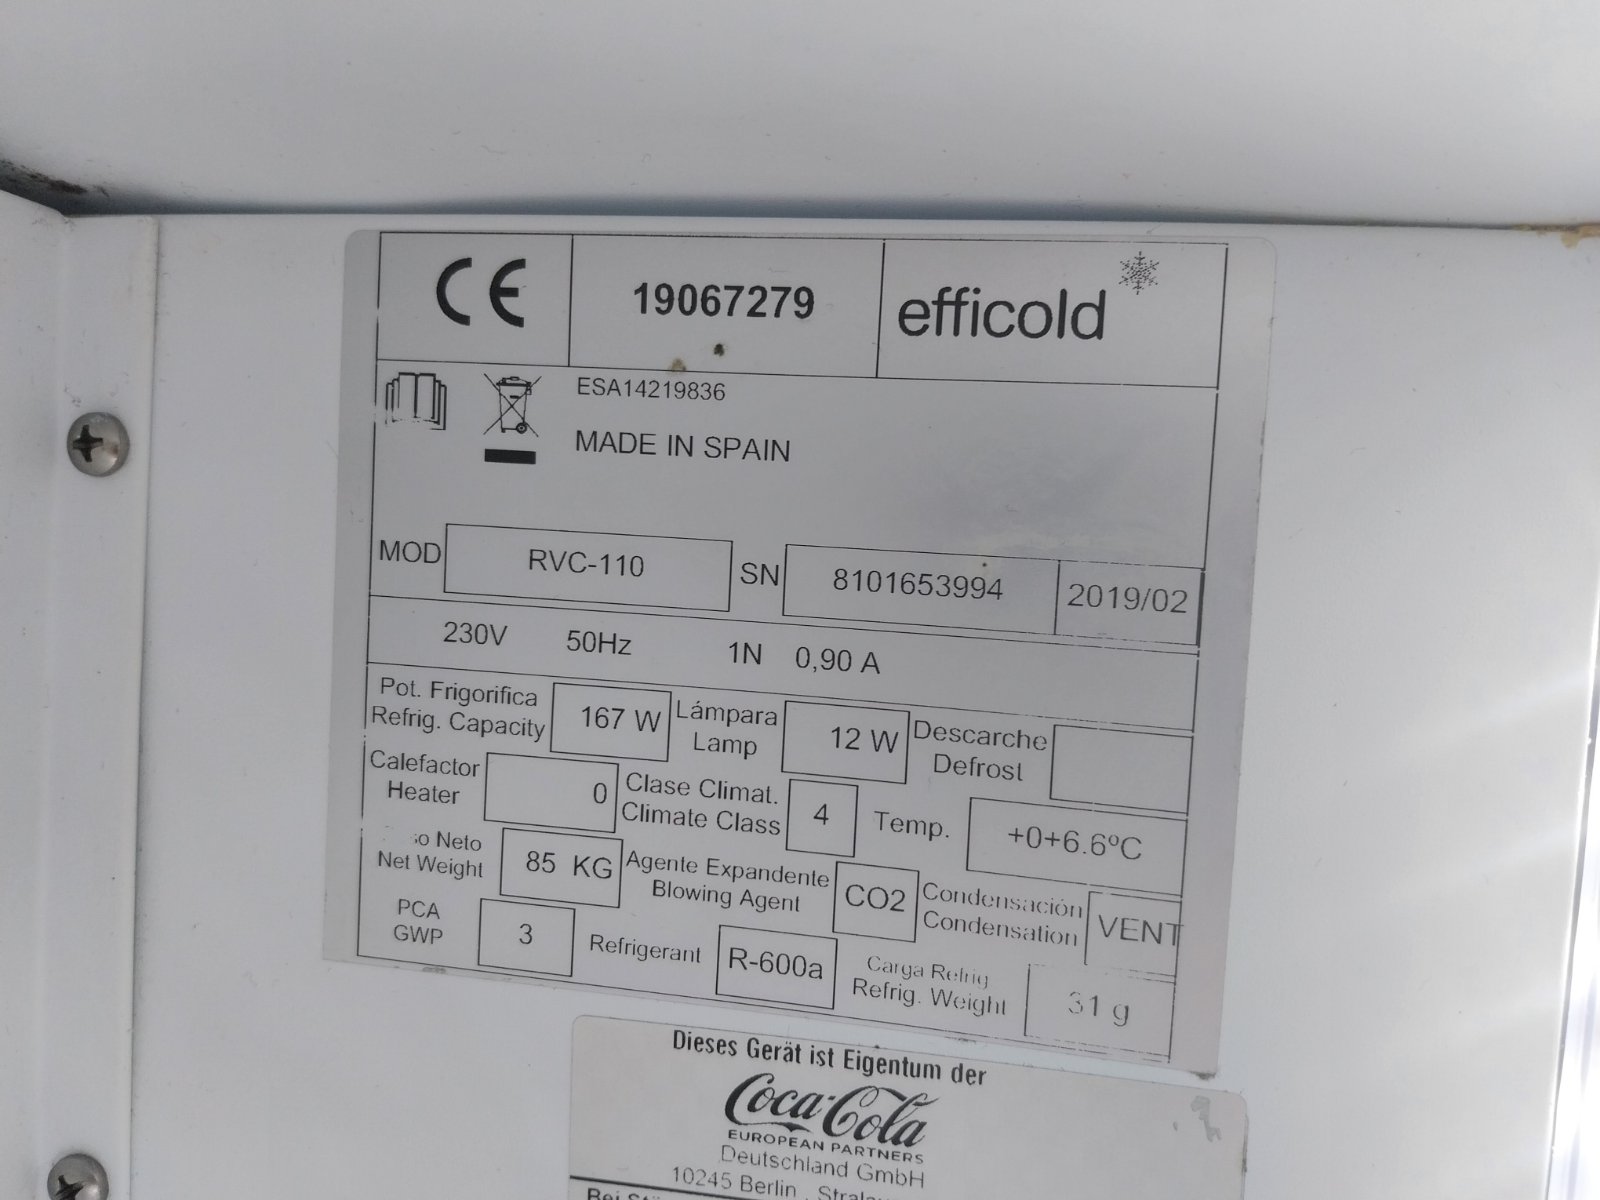 CE
19067279
efficold
ESA14219836
MADE IN SPAIN
MOD RVC-110 SN 8101653994 2019/02
230V 50Hz 1N 0,90 A
Pot. Frigorifica
Refrig. Capacity
167 W
Lámpara
Lamp
12 W
Descarche
Defrost
Calefactor
Heater
0
Clase Climat.
Climate Class
4
Temp.
+0+6.6ºC
Neto
Net Weight
85 KG
Agente Expandente
Blowing Agent
CO2
Condensación
Condensation
VENT
PCA
GWP
3
Refrigerant
R-600a
Carga Refrig
Refrig. Weight
31 g
Dieses Gerät ist Eigentum der
Coca-Cola
EUROPEAN PARTNERS
Deutschland GmbH
10245 Berlin
Bei